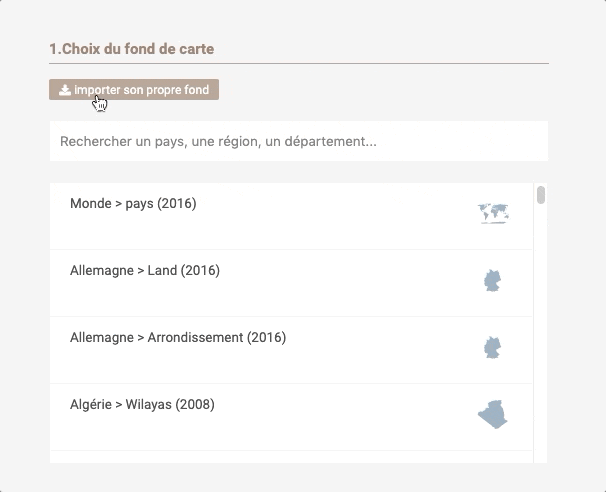 1.Choix du fond de carte
importer son propre fond
Rechercher un pays, une région, un département...
Monde > pays (2016)
Allemagne > Land (2016)
Allemagne > Arrondissement (2016)
Algérie > Wilayas (2008)